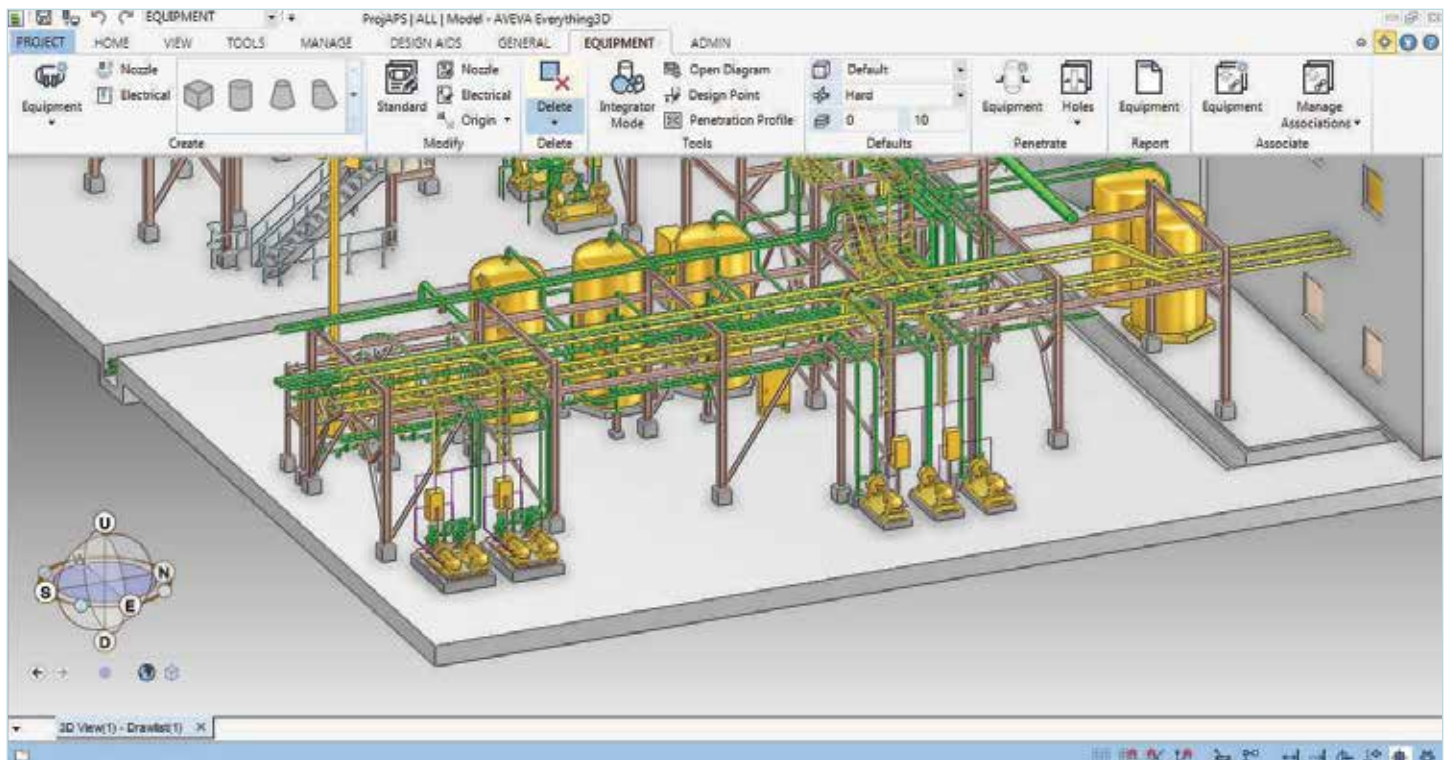 EQUIPMENT
ProjAPS | ALL | Model - AVEVA Everything3D
PROJECT HOME VIEW TOOLS MANAGE DESIGN AIDS GENERAL EQUIPMENT ADMIN
Equipment
Nozzle
Electrical
Create
Standard
Nozzle
Electrical
Origin
Modify
Delete
Delete
Integrator Mode
Open Diagram
Design Point
Penetration Profile
Tools
Default
Hard
0 10
Defaults
Equipment
Holes
Penetrate
Equipment
Report
Equipment
Manage Associations
Associate
U
W
N
S
E
D
3D View(1) - Drawlist(1)